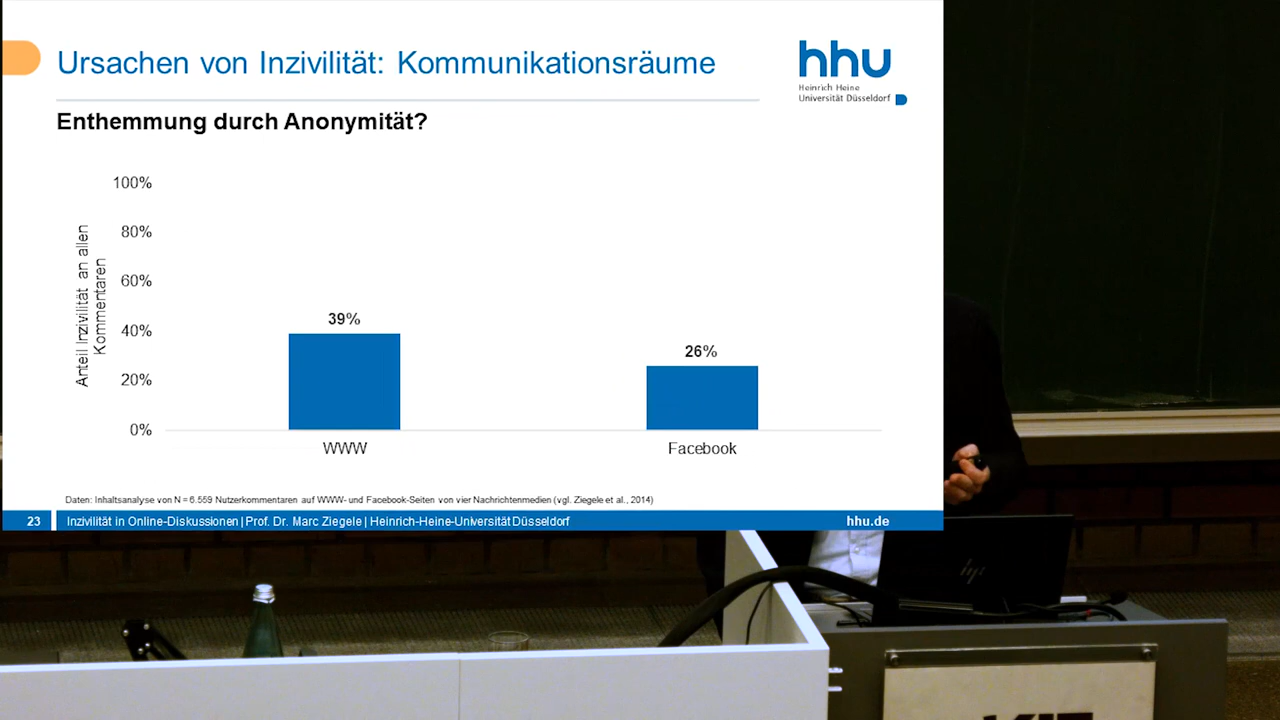 Ursachen von Inzivilität: Kommunikationsräume
hhu
Heinrich Heine
Universität Düsseldorf
Enthemmung durch Anonymität?
100%
80%
60%
40%
20%
0%
Anteil Inzivilität an allen
Kommentaren
39%
26%
WWW
Facebook
Daten: Inhaltsanalyse von N = 6.559 Nutzerkommentaren auf WWW- und Facebook-Seiten von vier Nachrichtenmedien (vgl. Ziegele et al., 2014)
23
Inzivilität in Online-Diskussionen | Prof. Dr. Marc Ziegele | Heinrich-Heine-Universität Düsseldorf
hhu.de
hp